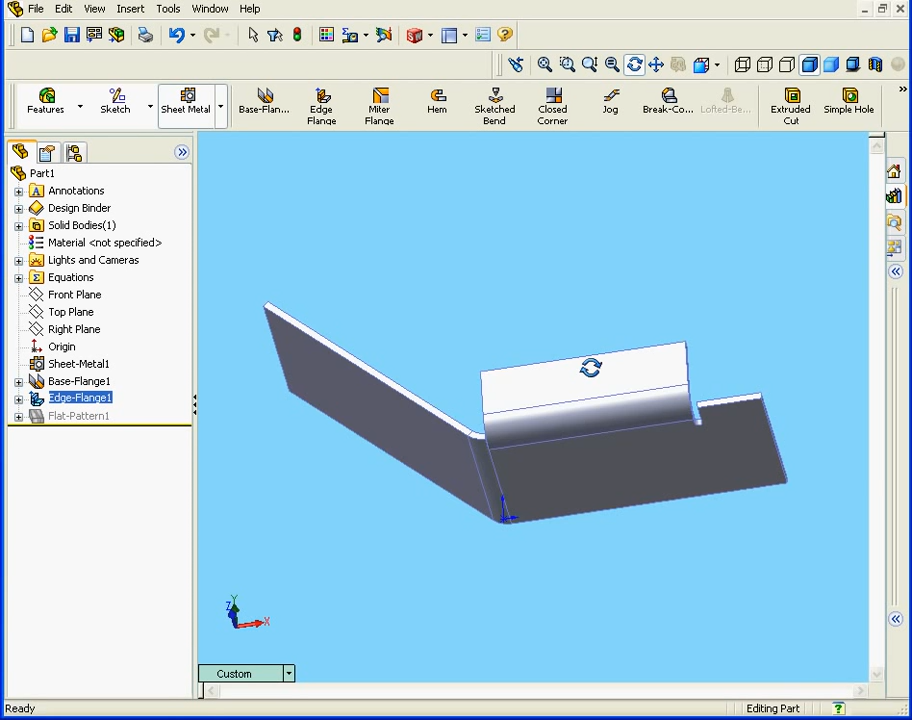 File Edit View Insert Tools Window Help
Features Sketch Sheet Metal Base-Flan... Edge Flange Miter Flange Hem Sketched Bend Closed Corner Jog Break-Co... Lofted-Be... Extruded Cut Simple Hole
Part1
Annotations
Design Binder
Solid Bodies(1)
Material <not specified>
Lights and Cameras
Equations
Front Plane
Top Plane
Right Plane
Origin
Sheet-Metal1
Base-Flange1
Edge-Flange1
Flat-Pattern1
Y
Z
X
Custom
Ready Editing Part